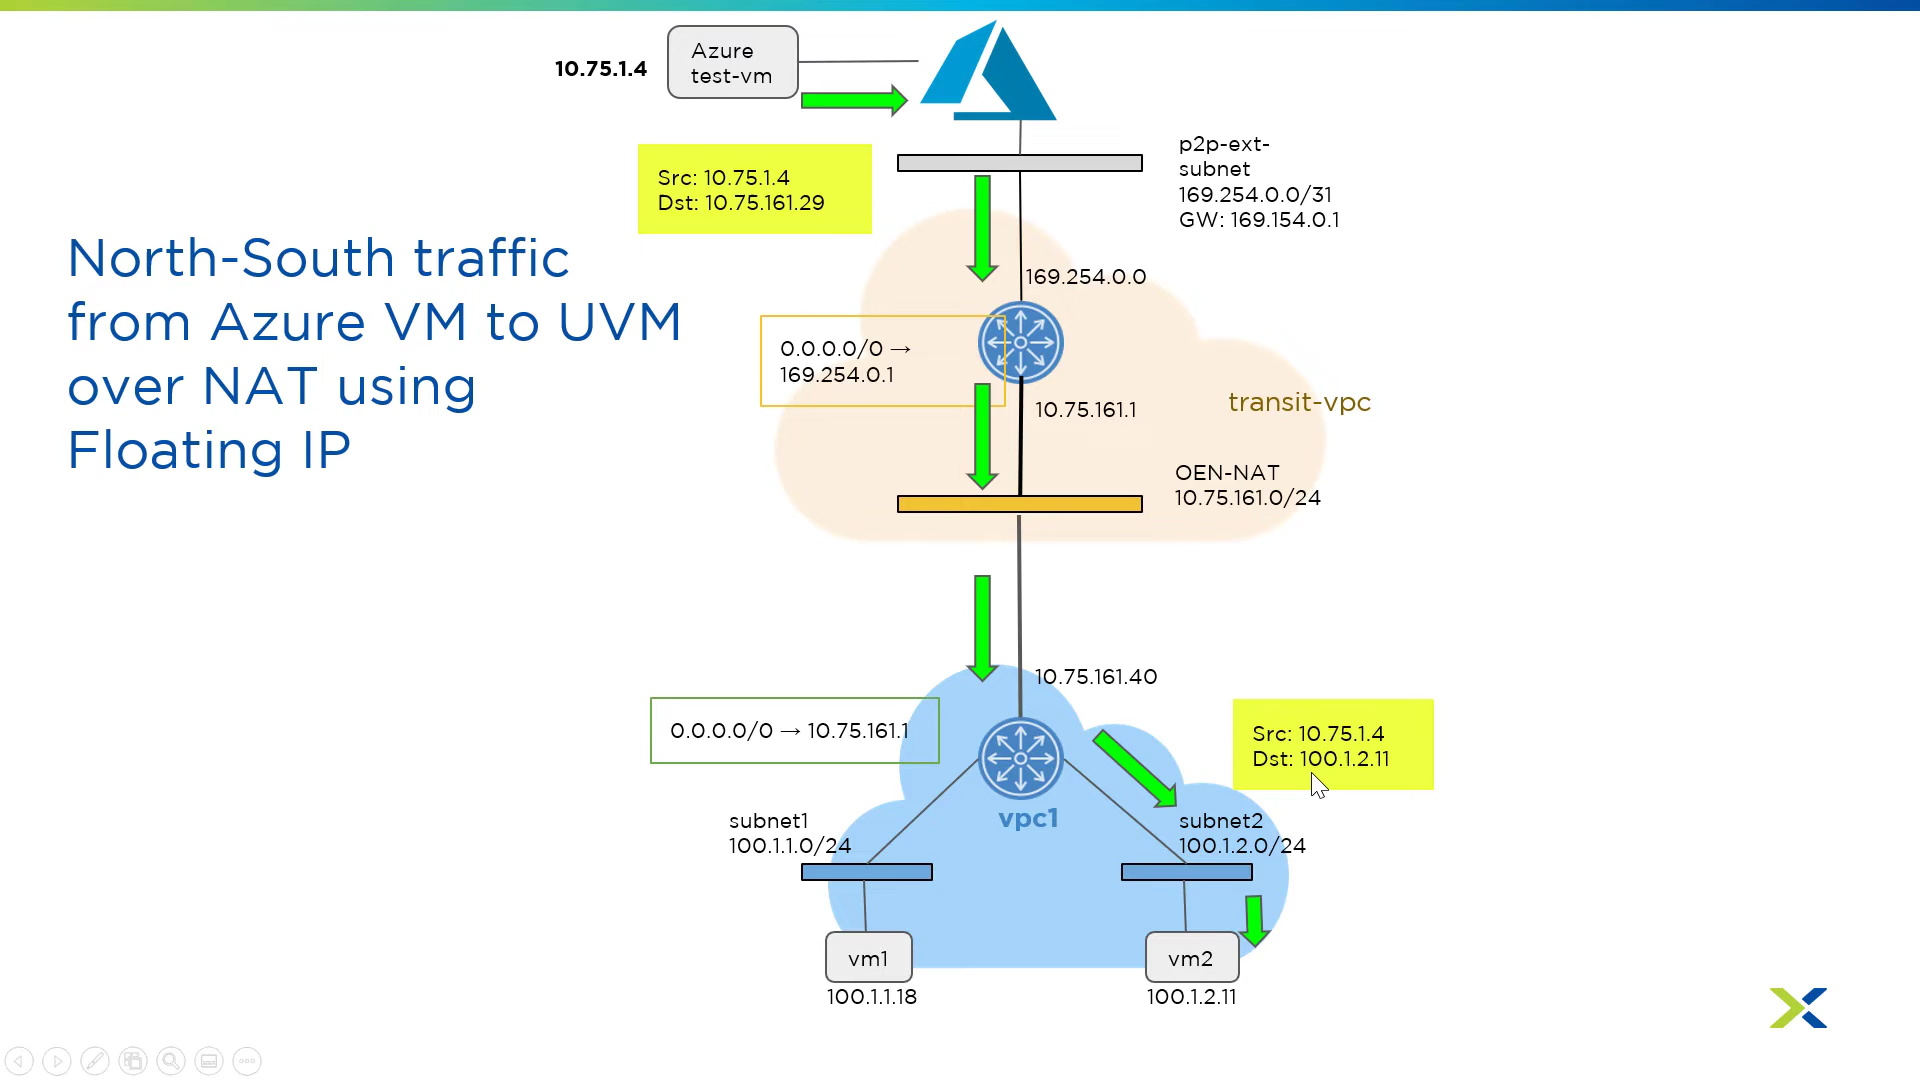 10.75.1.4
Azure
test-vm
p2p-ext-
subnet
169.254.0.0/31
GW: 169.154.0.1
Src: 10.75.1.4
Dst: 10.75.161.29
North-South traffic
from Azure VM to UVM
over NAT using
Floating IP
169.254.0.0
0.0.0.0/0 →
169.254.0.1
10.75.161.1
transit-vpc
OEN-NAT
10.75.161.0/24
10.75.161.40
0.0.0.0/0 → 10.75.161.1
Src: 10.75.1.4
Dst: 100.1.2.11
vpc1
subnet1
100.1.1.0/24
subnet2
100.1.2.0/24
vm1
100.1.1.18
vm2
100.1.2.11